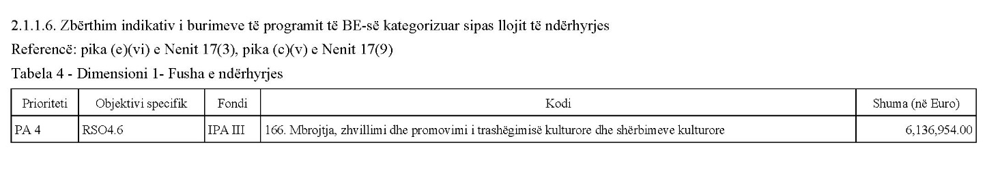 2.1.1.6. Zbërthim indikativ i burimeve të programit të BE-së kategorizuar sipas llojit të ndërhyrjes
Referencë: pika (e)(vi) e Nenit 17(3), pika (c)(v) e Nenit 17(9)
Tabela 4 - Dimensioni 1- Fusha e ndërhyrjes
Prioriteti Objektivi specifik Fondi Kodi Shuma (në Euro)
PA 4 RSO4.6 IPA III 166. Mbrojtja, zhvillimi dhe promovimi i trashëgimisë kulturore dhe shërbimeve kulturore 6,136,954.00